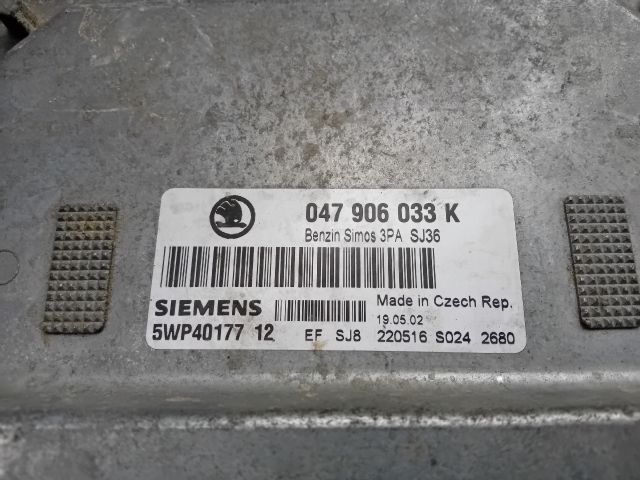 047 906 033 K
Benzin Simos 3PA SJ36
SIEMENS
Made in Czech Rep.
19.05.02
5WP40177 12 EF SJ8 220516 S024 2680